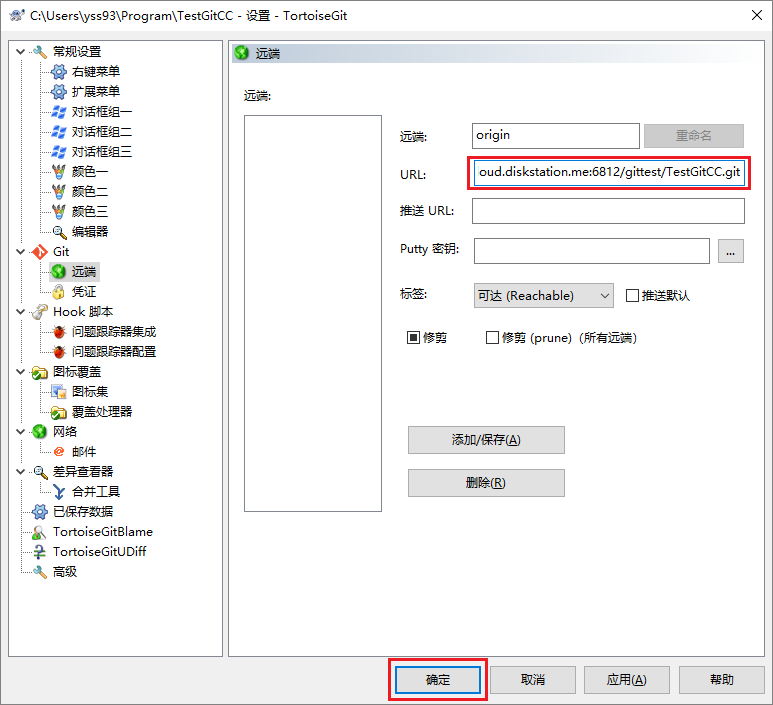 C:\Users\yss93\Program\TestGitCC - 设置 - TortoiseGit
常规设置
右键菜单
扩展菜单
对话框组一
对话框组二
对话框组三
颜色一
颜色二
颜色三
编辑器
Git
远端
凭证
Hook 脚本
问题跟踪器集成
问题跟踪器配置
图标覆盖
图标集
覆盖处理器
网络
邮件
差异查看器
合并工具
已保存数据
TortoiseGitBlame
TortoiseGitUDiff
高级
远端
远端:
远端: origin 重命名
URL: oud.diskstation.me:6812/gittest/TestGitCC.git
推送 URL:
Putty 密钥: ...
标签: 可达 (Reachable) 推送默认
修剪 修剪 (prune)（所有远端）
添加/保存(A)
删除(R)
确定 取消 应用(A) 帮助